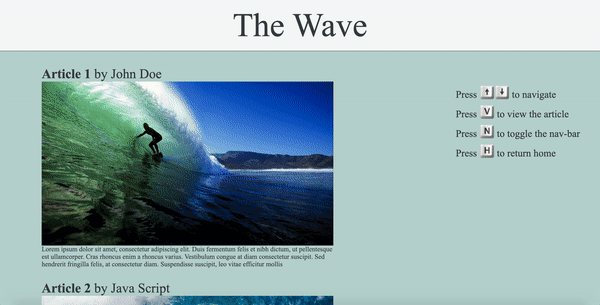 The Wave
Article 1 by John Doe
Press ↑ ↓ to navigate
Press V to view the article
Press N to toggle the nav-bar
Press H to return home
Lorem ipsum dolor sit amet, consectetur adipiscing elit. Duis fermentum felis et nibh dictum, ut pellentesque
est ullamcorper. Cras rhoncus enim a rhoncus varius. Vestibulum congue at diam consectetur suscipit. Sed
hendrerit fringilla felis, at consectetur diam. Suspendisse suscipit, leo vitae efficitur mollis
Article 2 by Java Script